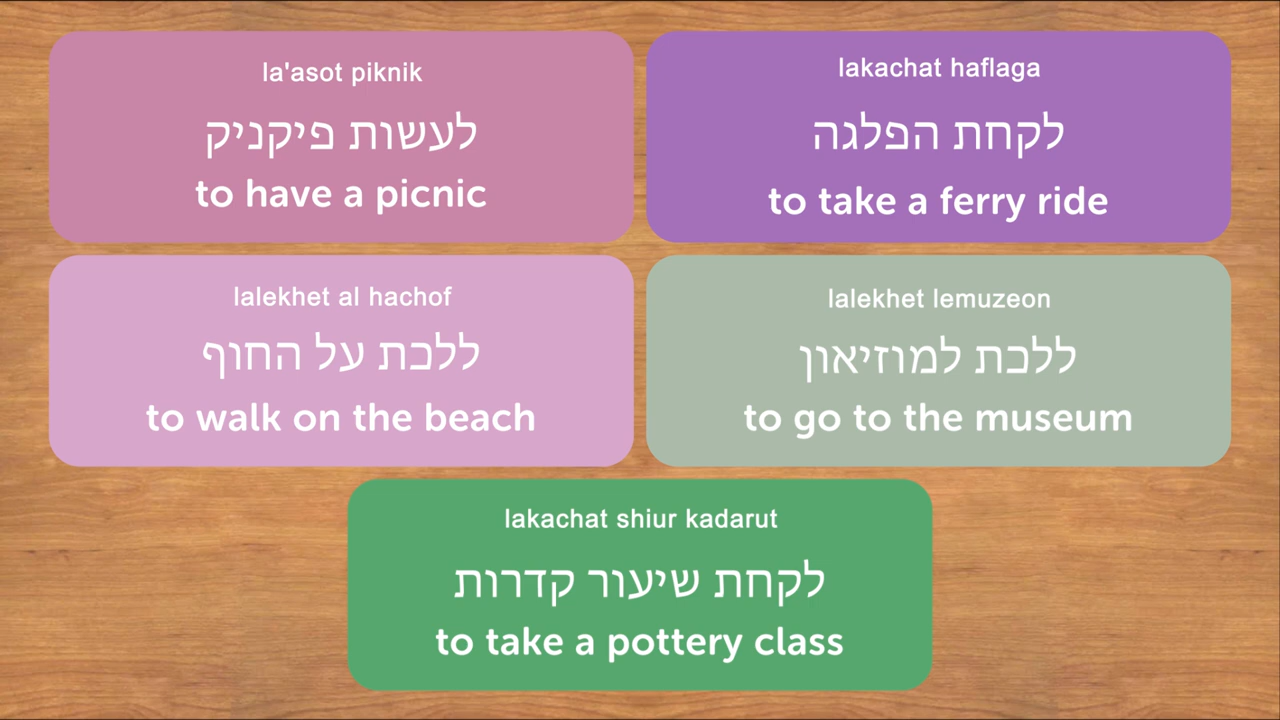 la'asot piknik
לעשות פיקניק
to have a picnic
lakachat haflaga
לקחת הפלגה
to take a ferry ride
lalekhet al hachof
ללכת על החוף
to walk on the beach
lalekhet lemuzeon
ללכת למוזיאון
to go to the museum
lakachat shiur kadarut
לקחת שיעור קדרות
to take a pottery class